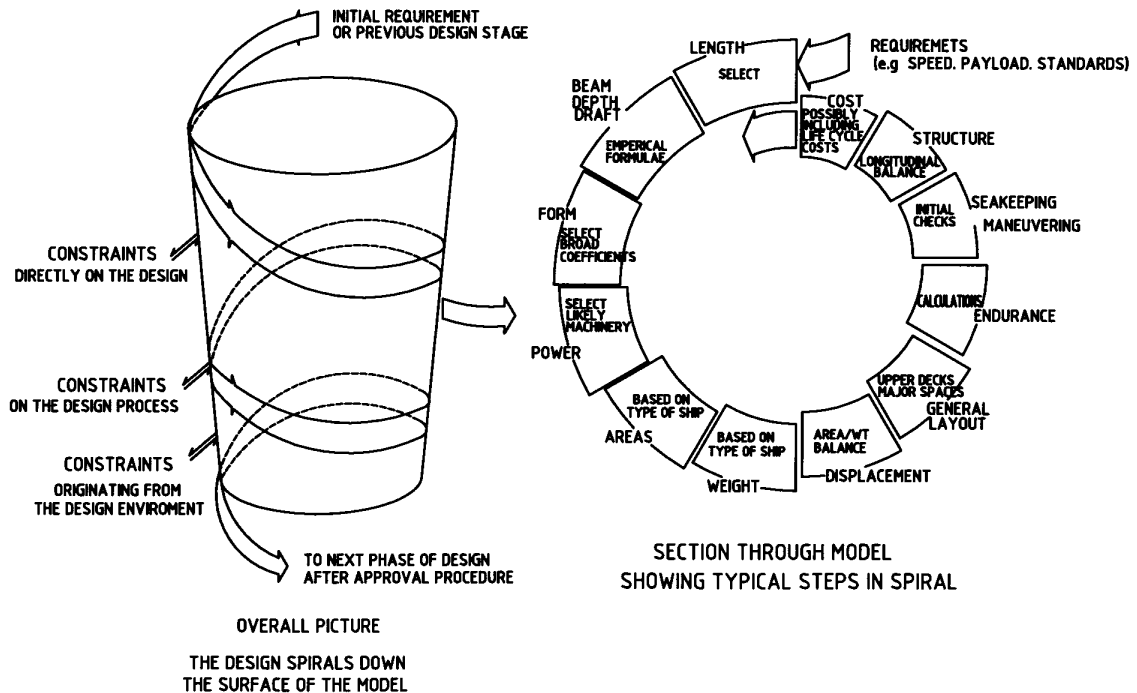 INITIAL REQUIREMENT
OR PREVIOUS DESIGN STAGE
CONSTRAINTS
DIRECTLY ON THE DESIGN
CONSTRAINTS
ON THE DESIGN PROCESS
CONSTRAINTS
ORIGINATING FROM
THE DESIGN ENVIROMENT
TO NEXT PHASE OF DESIGN
AFTER APPROVAL PROCEDURE
OVERALL PICTURE
THE DESIGN SPIRALS DOWN
THE SURFACE OF THE MODEL
REQUIREMETS
(e.g SPEED. PAYLOAD. STANDARDS)
LENGTH
SELECT
BEAM
DEPTH
DRAFT
EMPERICAL
FORMULAE
FORM
SELECT
BROAD
COEFFICIENTS
SELECT
LIKELY
MACHINERY
POWER
BASED ON
TYPE OF SHIP
AREAS
BASED ON
TYPE OF SHIP
WEIGHT
AREA/WT
BALANCE
DISPLACEMENT
UPPER DECKS
MAJOR SPACES
GENERAL
LAYOUT
CALCULATIONS
ENDURANCE
INITIAL
CHECKS
SEAKEEPING
MANEUVERING
STRUCTURE
LONGITUDINAL
BALANCE
COST
POSSIBLY
INCLUDING
LIFE CYCLE
COSTS
SECTION THROUGH MODEL
SHOWING TYPICAL STEPS IN SPIRAL